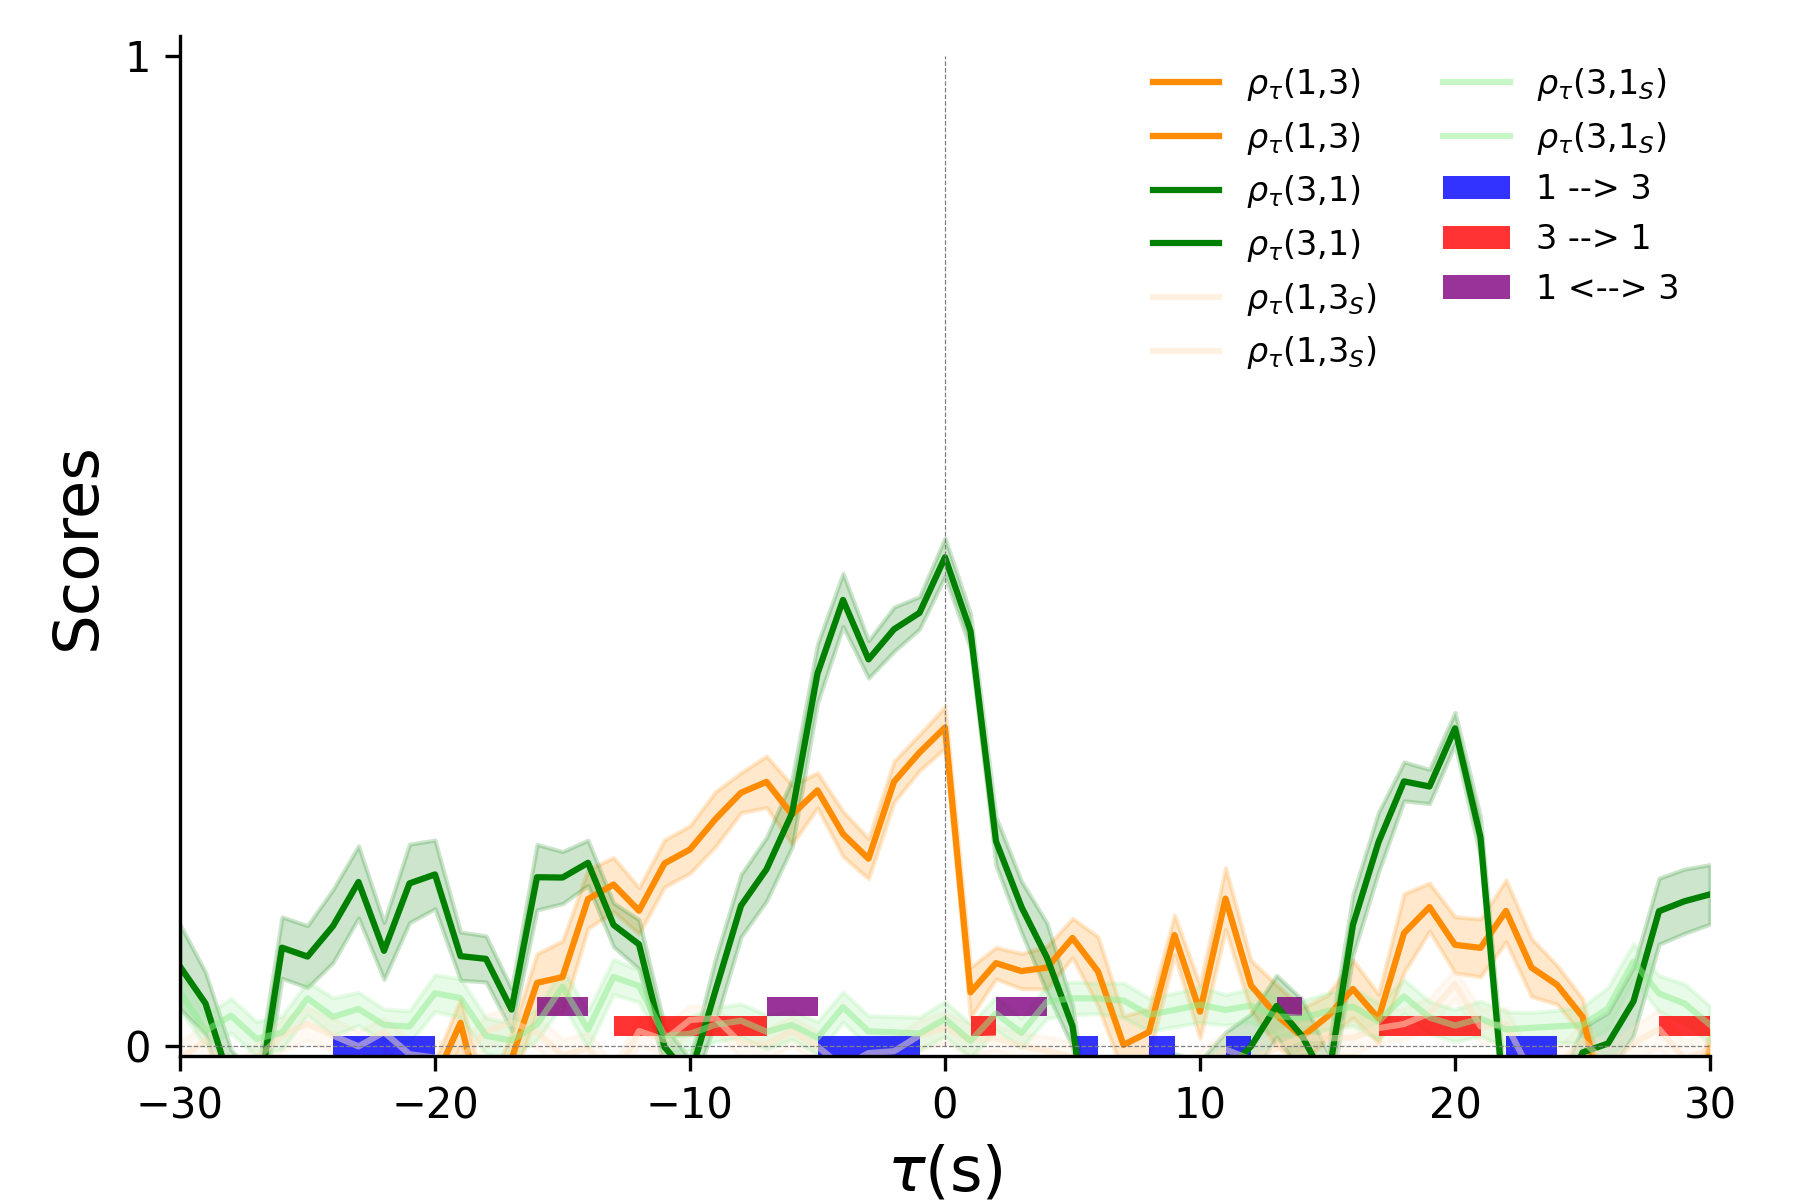 1
ρτ(1,3)
ρτ(1,3)
ρτ(3,1)
ρτ(3,1)
ρτ(1,3S)
ρτ(1,3S)
ρτ(3,1S)
ρτ(3,1S)
1 --> 3
3 --> 1
1 <--> 3
Scores
0
−30 −20 −10 0 10 20 30
τ(s)